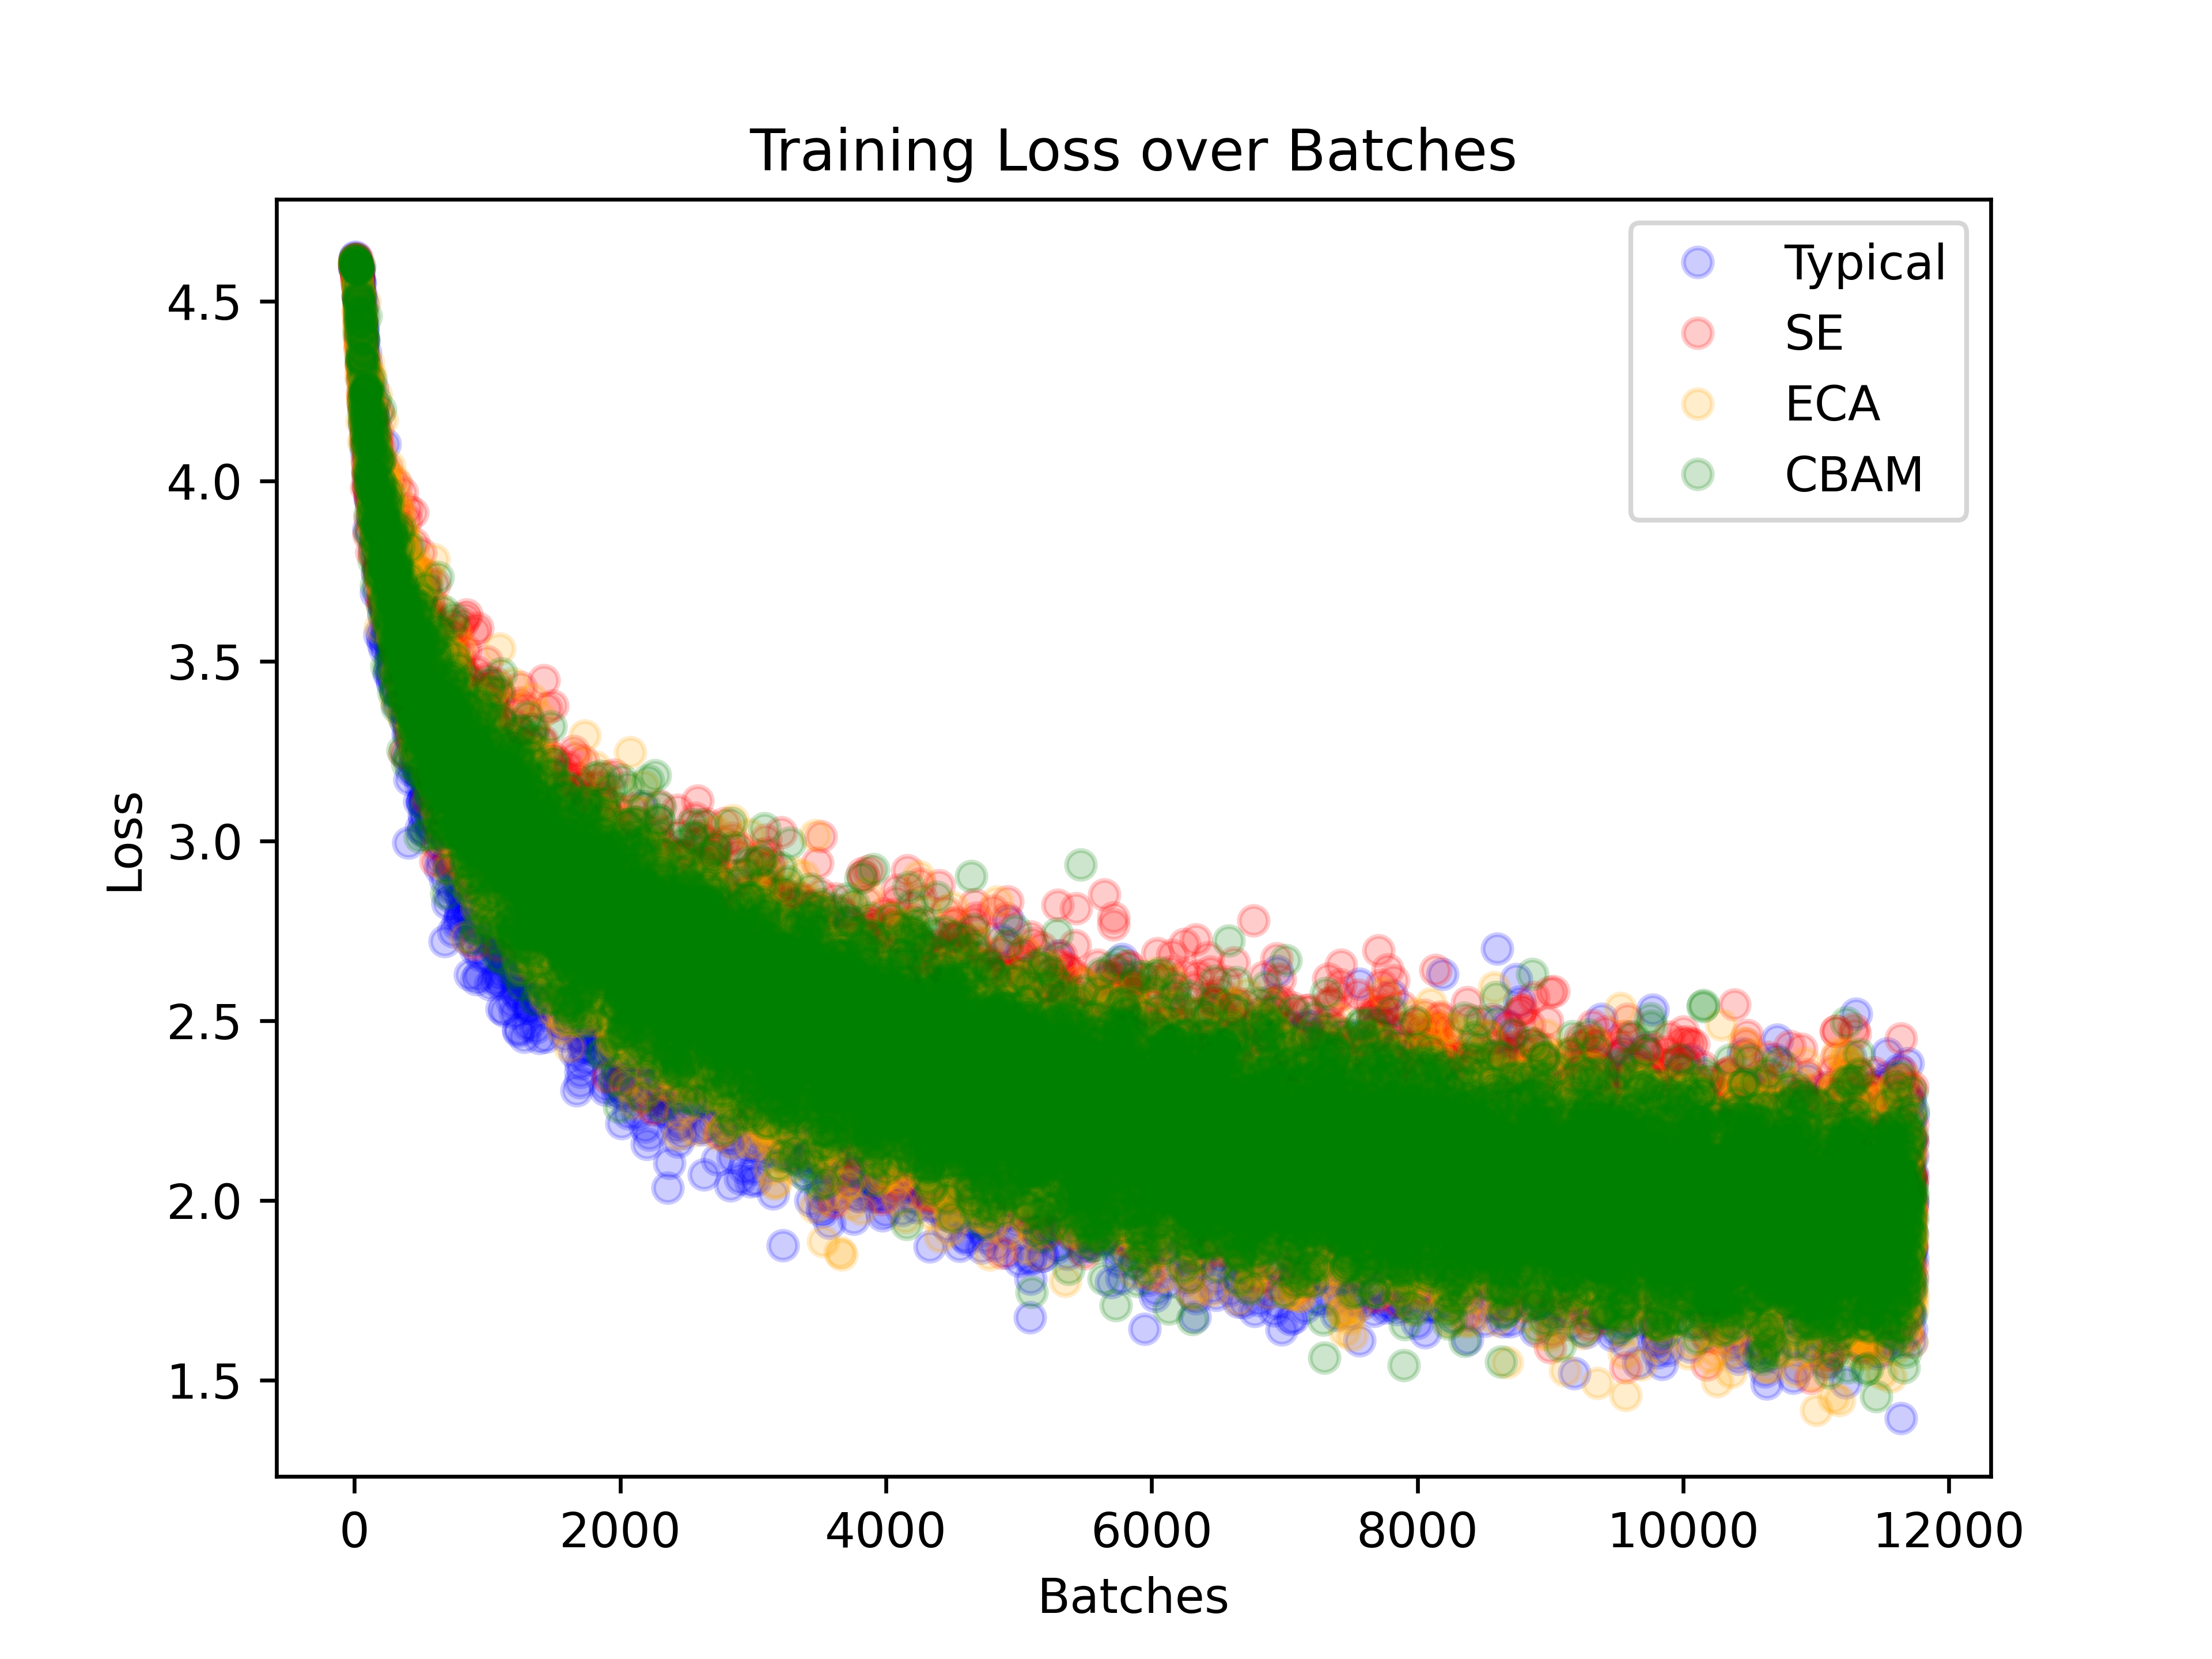 Training Loss over Batches
Typical
SE
ECA
CBAM
4.5
4.0
3.5
3.0
2.5
2.0
1.5
Loss
0 2000 4000 6000 8000 10000 12000
Batches